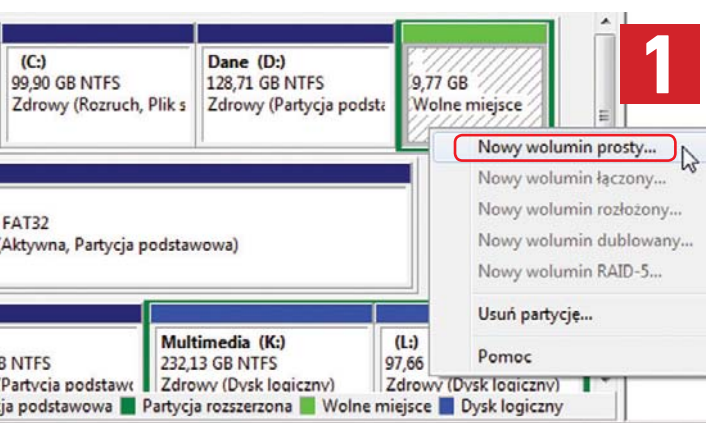 1
(C:)
99,90 GB NTFS
Zdrowy (Rozruch, Plik s
Dane (D:)
128,71 GB NTFS
Zdrowy (Partycja podsta
9,77 GB
Wolne miejsce
Nowy wolumin prosty...
Nowy wolumin łączony...
Nowy wolumin rozłożony...
Nowy wolumin dublowany...
Nowy wolumin RAID-5...
Usuń partycję...
Pomoc
FAT32
(Aktywna, Partycja podstawowa)
B NTFS
(Partycja podstawo
Multimedia (K:)
232,13 GB NTFS
Zdrowy (Dysk logiczny)
(L:)
97,66
Zdrowy (Dysk logiczny)
ja podstawowa Partycja rozszerzona Wolne miejsce Dysk logiczny